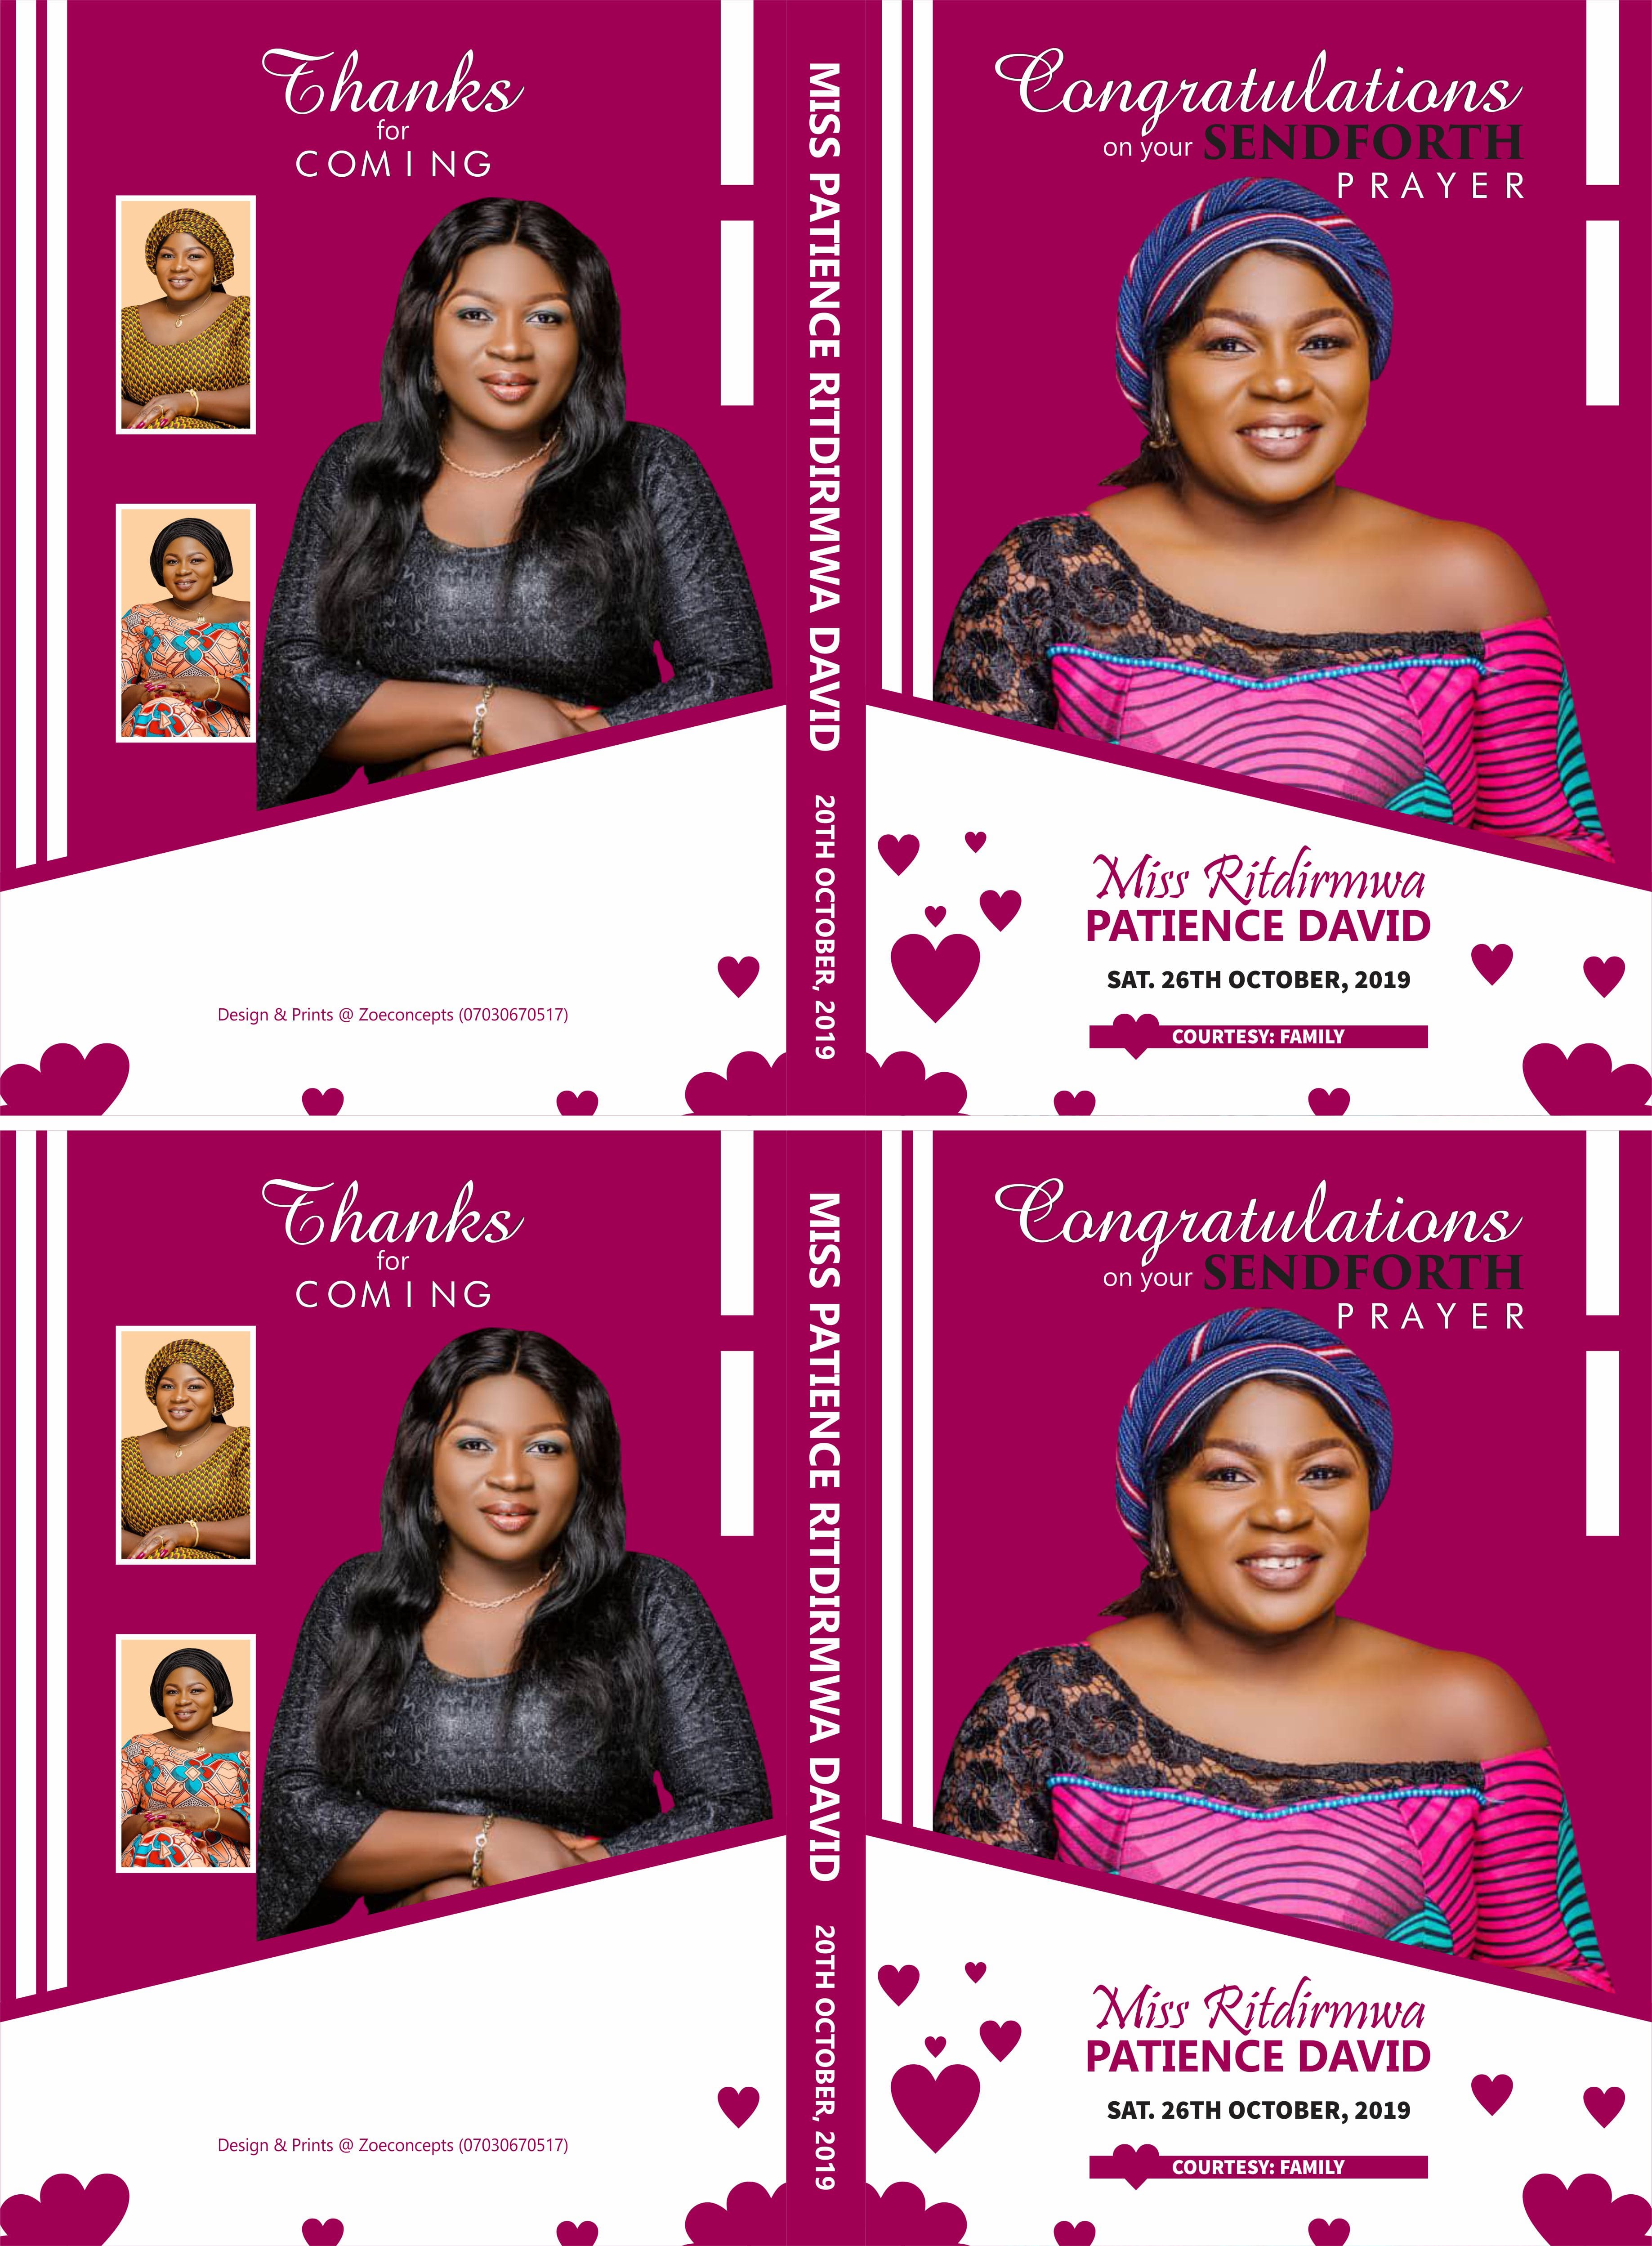 Thanks
for
COMING
Design & Prints @ Zoeconcepts (07030670517)
MISS PATIENCE RITDIRMWA DAVID 20TH OCTOBER, 2019
Congratulations
on your SENDFORTH
PRAYER
Miss Ritdirmwa
PATIENCE DAVID
SAT. 26TH OCTOBER, 2019
COURTESY: FAMILY
Thanks
for
COMING
Design & Prints @ Zoeconcepts (07030670517)
MISS PATIENCE RITDIRMWA DAVID 20TH OCTOBER, 2019
Congratulations
on your SENDFORTH
PRAYER
Miss Ritdirmwa
PATIENCE DAVID
SAT. 26TH OCTOBER, 2019
COURTESY: FAMILY